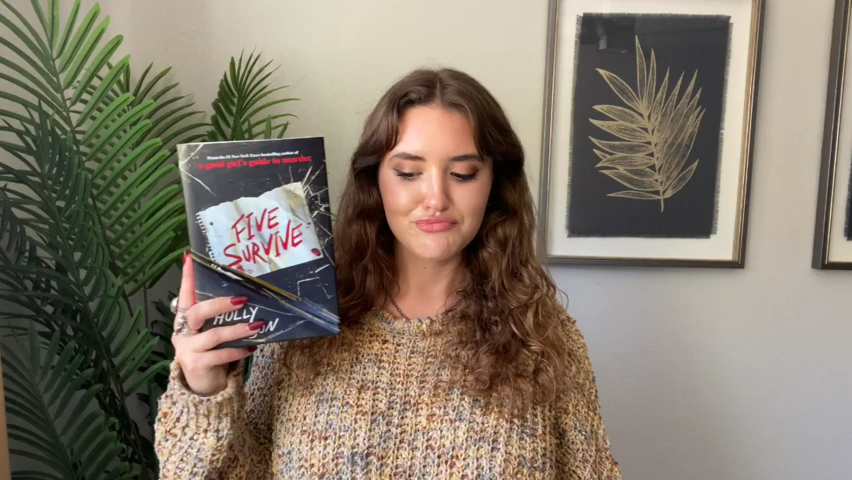 From the #1 New York Times bestselling author of
a good girl's guide to murder
FIVE
SURVIVE
HOLLY